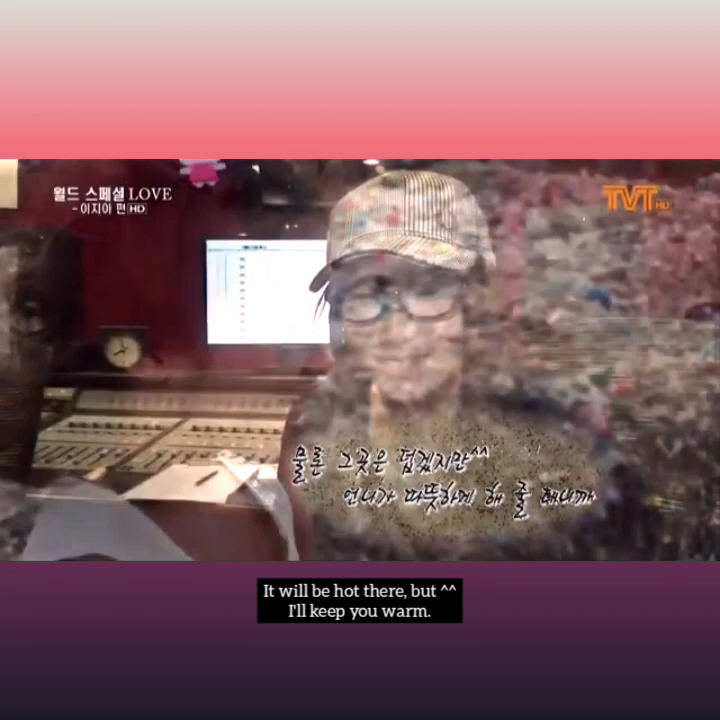 월드 스페셜 LOVE
- 이지아 편 HD
TVT HD
물론 그곳은 덥겠지만^^
언니가 따뜻하게 해 줄 테니까
It will be hot there, but ^^
I'll keep you warm.